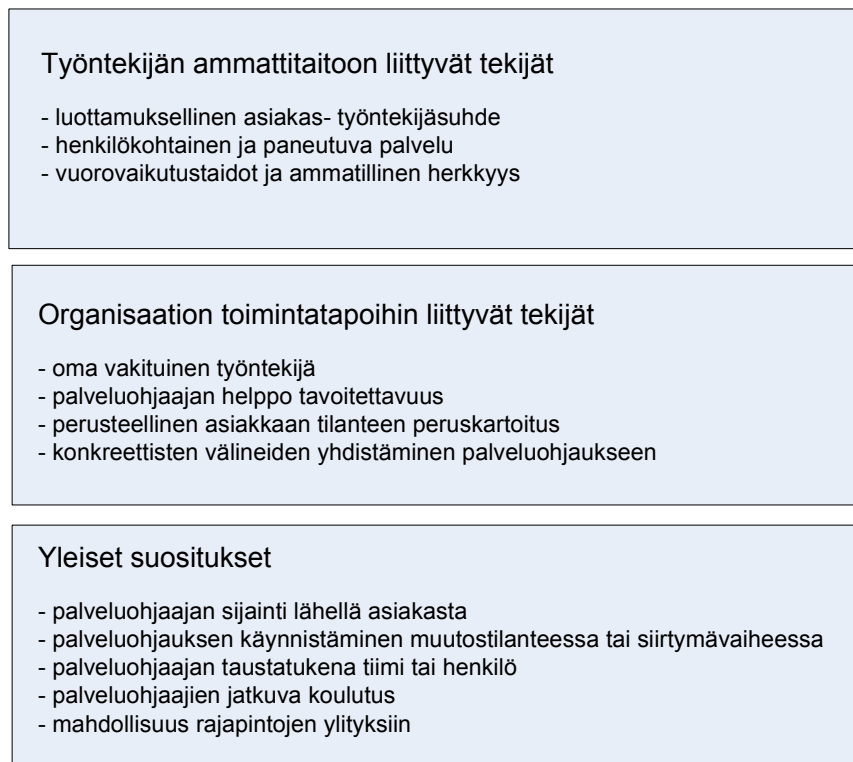 Työntekijän ammattitaitoon liittyvät tekijät
- luottamuksellinen asiakas- työntekijäsuhde
- henkilökohtainen ja paneutuva palvelu
- vuorovaikutustaidot ja ammatillinen herkkyys
Organisaation toimintatapoihin liittyvät tekijät
- oma vakituinen työntekijä
- palveluohjaajan helppo tavoitettavuus
- perusteellinen asiakkaan tilanteen peruskartoitus
- konkreettisten välineiden yhdistäminen palveluohjaukseen
Yleiset suositukset
- palveluohjaajan sijainti lähellä asiakasta
- palveluohjauksen käynnistäminen muutostilanteessa tai siirtymävaiheessa
- palveluohjaajan taustatukena tiimi tai henkilö
- palveluohjaajien jatkuva koulutus
- mahdollisuus rajapintojen ylityksiin